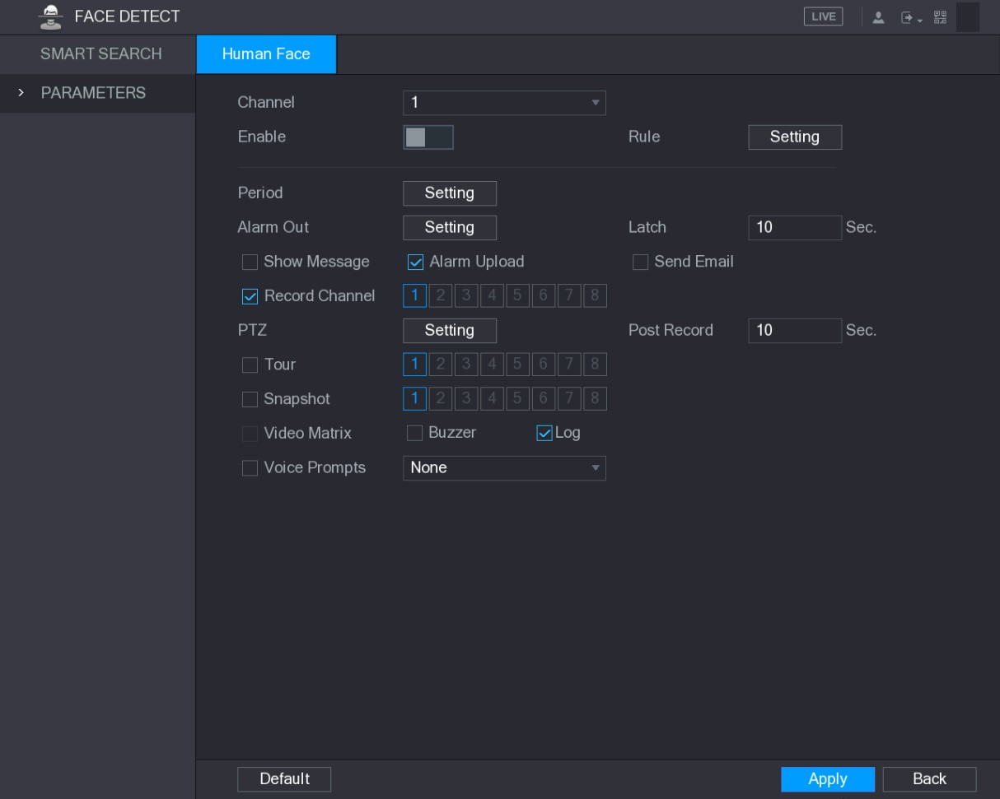 FACE DETECT LIVE
SMART SEARCH Human Face
PARAMETERS
Channel 1
Enable Rule Setting
Period Setting
Alarm Out Setting Latch 10 Sec.
Show Message Alarm Upload Send Email
Record Channel 1 2 3 4 5 6 7 8
PTZ Setting Post Record 10 Sec.
Tour 1 2 3 4 5 6 7 8
Snapshot 1 2 3 4 5 6 7 8
Video Matrix Buzzer Log
Voice Prompts None
Default Apply Back